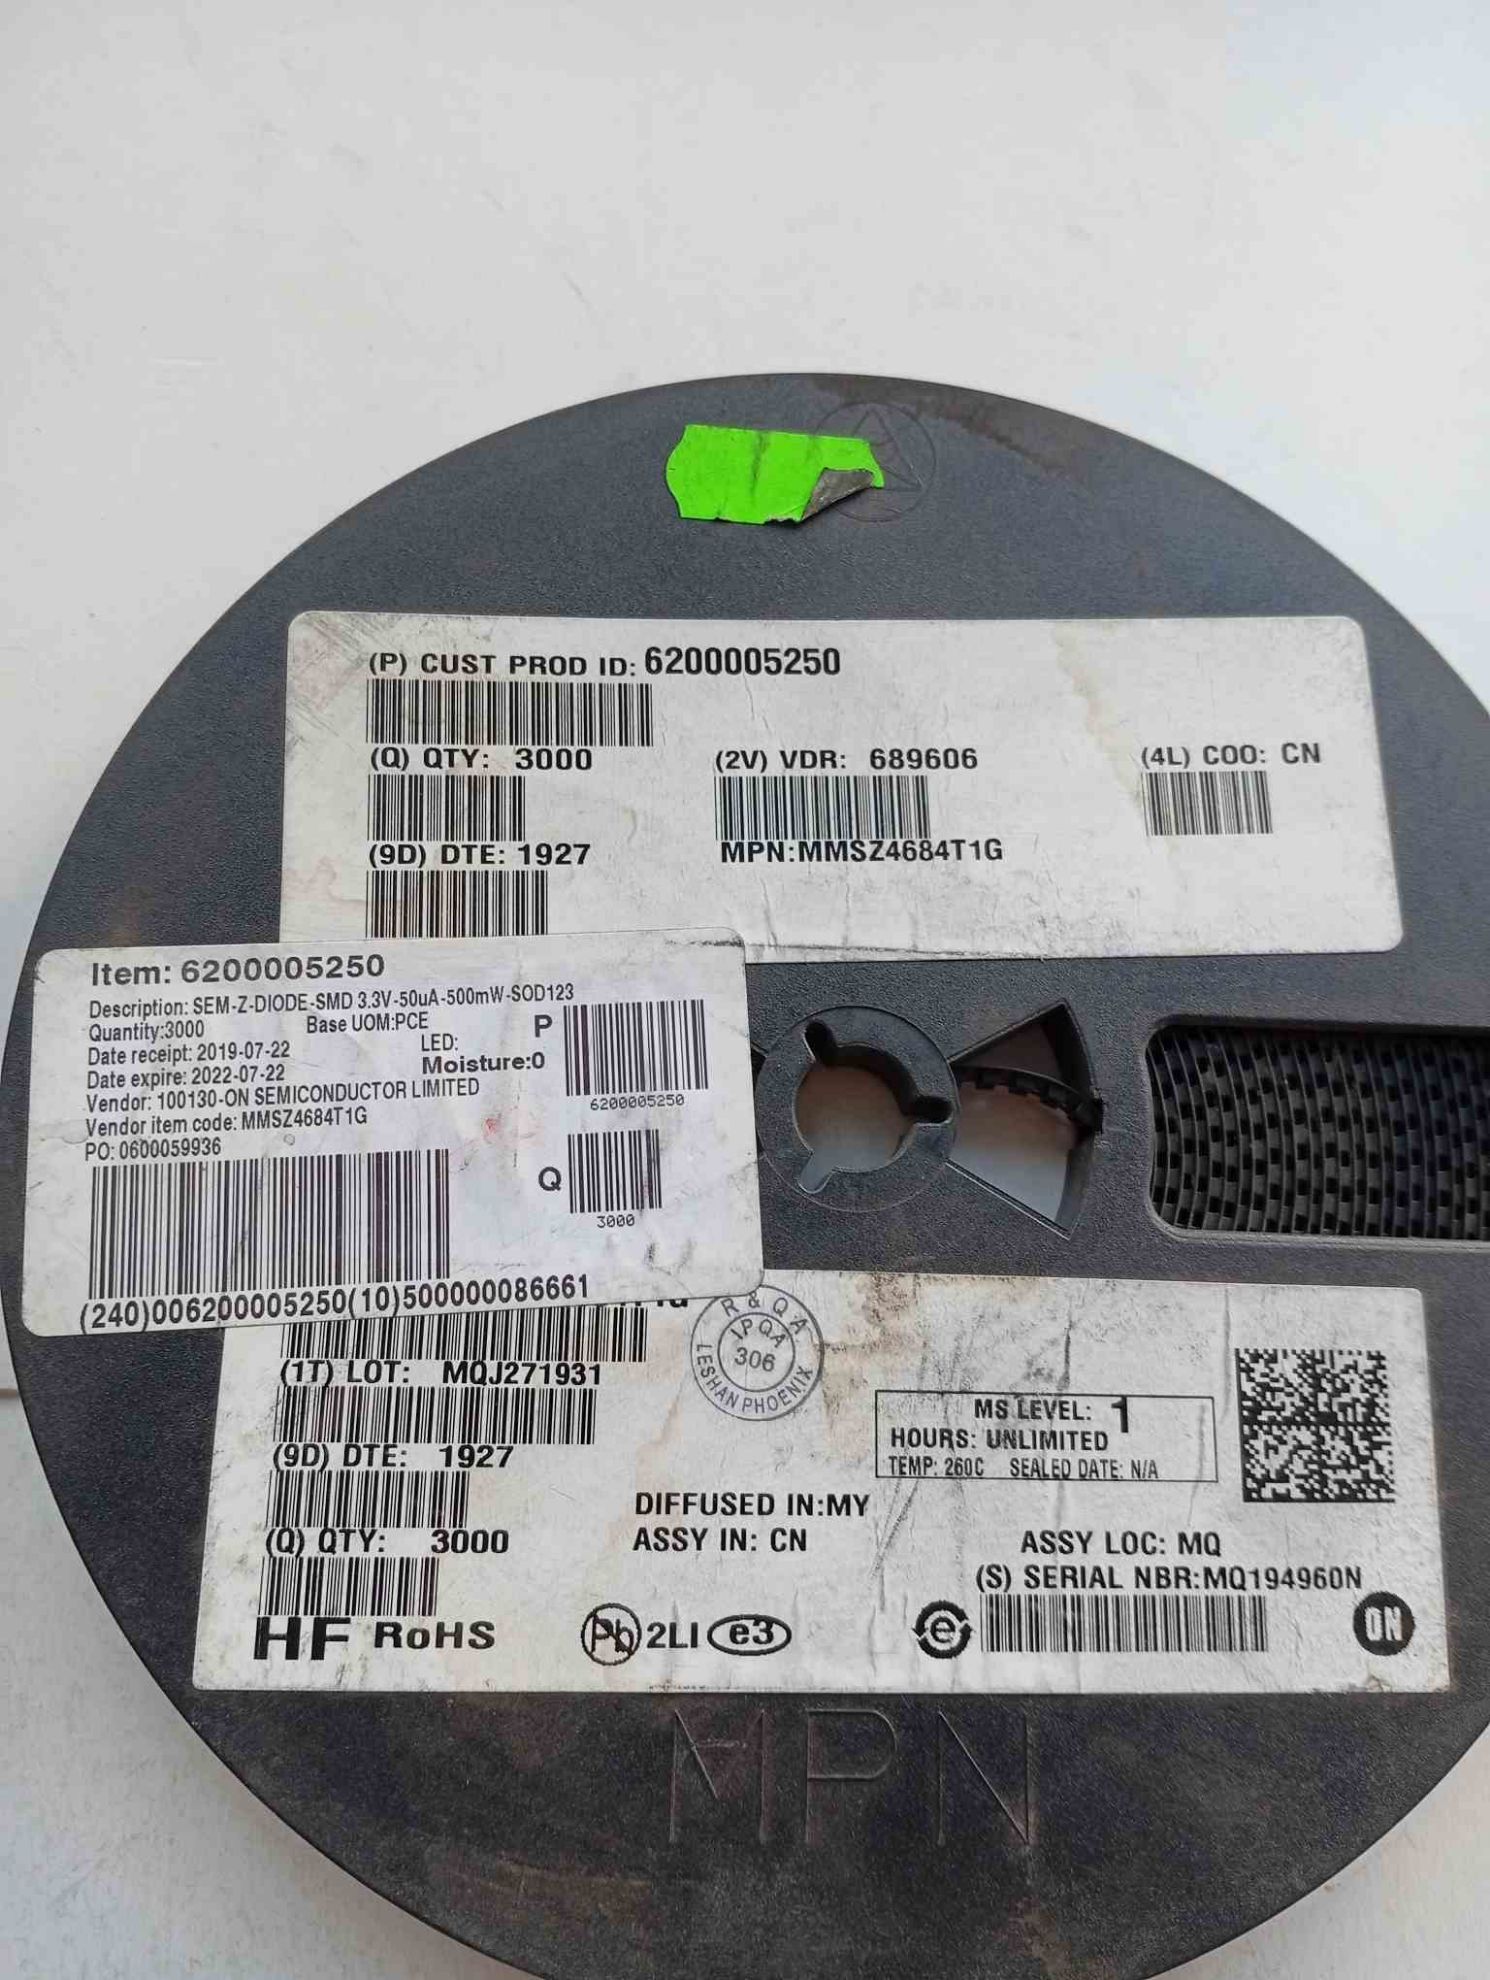 (P) CUST PROD ID: 6200005250
(Q) QTY: 3000
(2V) VDR: 689606
(4L) COO: CN
(9D) DTE: 1927
MPN:MMSZ4684T1G
Item: 6200005250
Description: SEM-Z-DIODE-SMD 3.3V-50uA-500mW-SOD123
Quantity:3000 Base UOM:PCE
Date receipt: 2019-07-22 LED:
Date expire: 2022-07-22 Moisture:0
Vendor: 100130-ON SEMICONDUCTOR LIMITED
Vendor item code: MMSZ4684T1G
PO: 0600059936
P
6200005250
Q
3000
(240)006200005250(10)500000086661
(1T) LOT: MQJ271931
(9D) DTE: 1927
(Q) QTY: 3000
HF RoHS
R & Q A
IPQA
306
LESHAN PHOENIX
MS LEVEL: 1
HOURS: UNLIMITED
TEMP: 260C SEALED DATE: N/A
DIFFUSED IN:MY
ASSY IN: CN
ASSY LOC: MQ
(S) SERIAL NBR:MQ194960N
Pb 2LI e3
e
ON
MPN